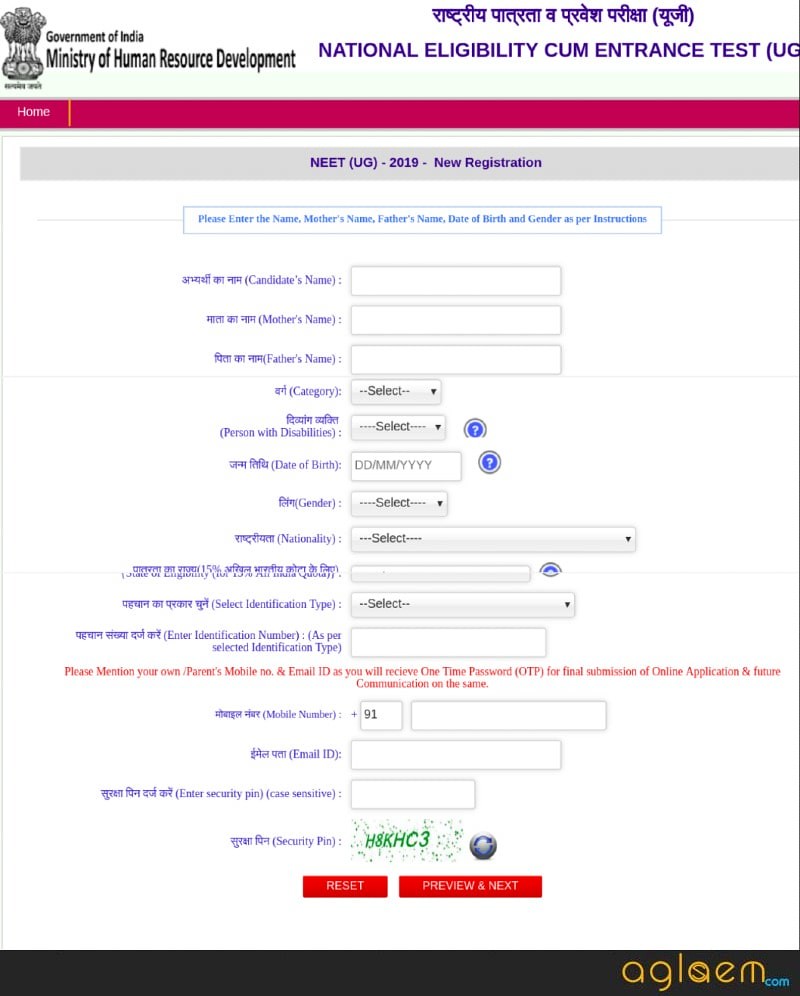 राष्ट्रीय पात्रता व प्रवेश परीक्षा (यूजी)
Government of India
Ministry of Human Resource Development
NATIONAL ELIGIBILITY CUM ENTRANCE TEST (UG
सत्यमेव जयते
Home
NEET (UG) - 2019 - New Registration
Please Enter the Name, Mother's Name, Father's Name, Date of Birth and Gender as per Instructions
अभ्यर्थी का नाम (Candidate's Name) :
माता का नाम (Mother's Name) :
पिता का नाम(Father's Name) :
वर्ग (Category): --Select--
दिव्यांग व्यक्ति
(Person with Disabilities) : ----Select---- ?
जन्म तिथि (Date of Birth): DD/MM/YYYY ?
लिंग(Gender) : ----Select----
राष्ट्रीयता (Nationality) : ---Select----
पात्रता का राज्य(15% अखिल भारतीय कोटा के लिए)
(State of Eligibility (for 15% All India Quota)) :
पहचान का प्रकार चुनें (Select Identification Type) : --Select--
पहचान संख्या दर्ज करें (Enter Identification Number) : (As per
selected Identification Type)
Please Mention your own /Parent's Mobile no. & Email ID as you will recieve One Time Password (OTP) for final submission of Online Application & future
Communication on the same.
मोबाइल नंबर (Mobile Number) : + 91
ईमेल पता (Email ID):
सुरक्षा पिन दर्ज करें (Enter security pin) (case sensitive) :
सुरक्षा पिन (Security Pin) : H8KHC3
RESET PREVIEW & NEXT
aglasem.com